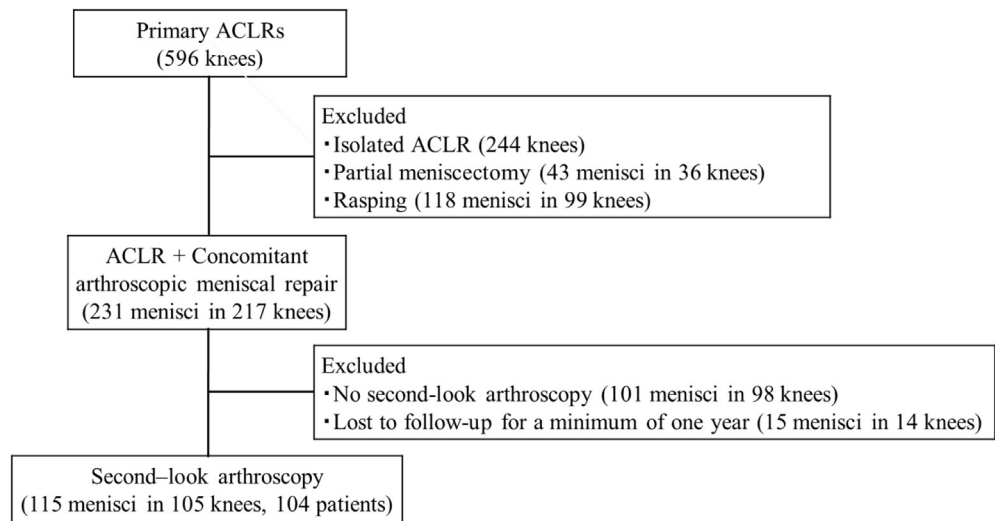 Primary ACLRs
(596 knees)
Excluded
・Isolated ACLR (244 knees)
・Partial meniscectomy (43 menisci in 36 knees)
・Rasping (118 menisci in 99 knees)
ACLR + Concomitant
arthroscopic meniscal repair
(231 menisci in 217 knees)
Excluded
・No second-look arthroscopy (101 menisci in 98 knees)
・Lost to follow-up for a minimum of one year (15 menisci in 14 knees)
Second–look arthroscopy
(115 menisci in 105 knees, 104 patients)